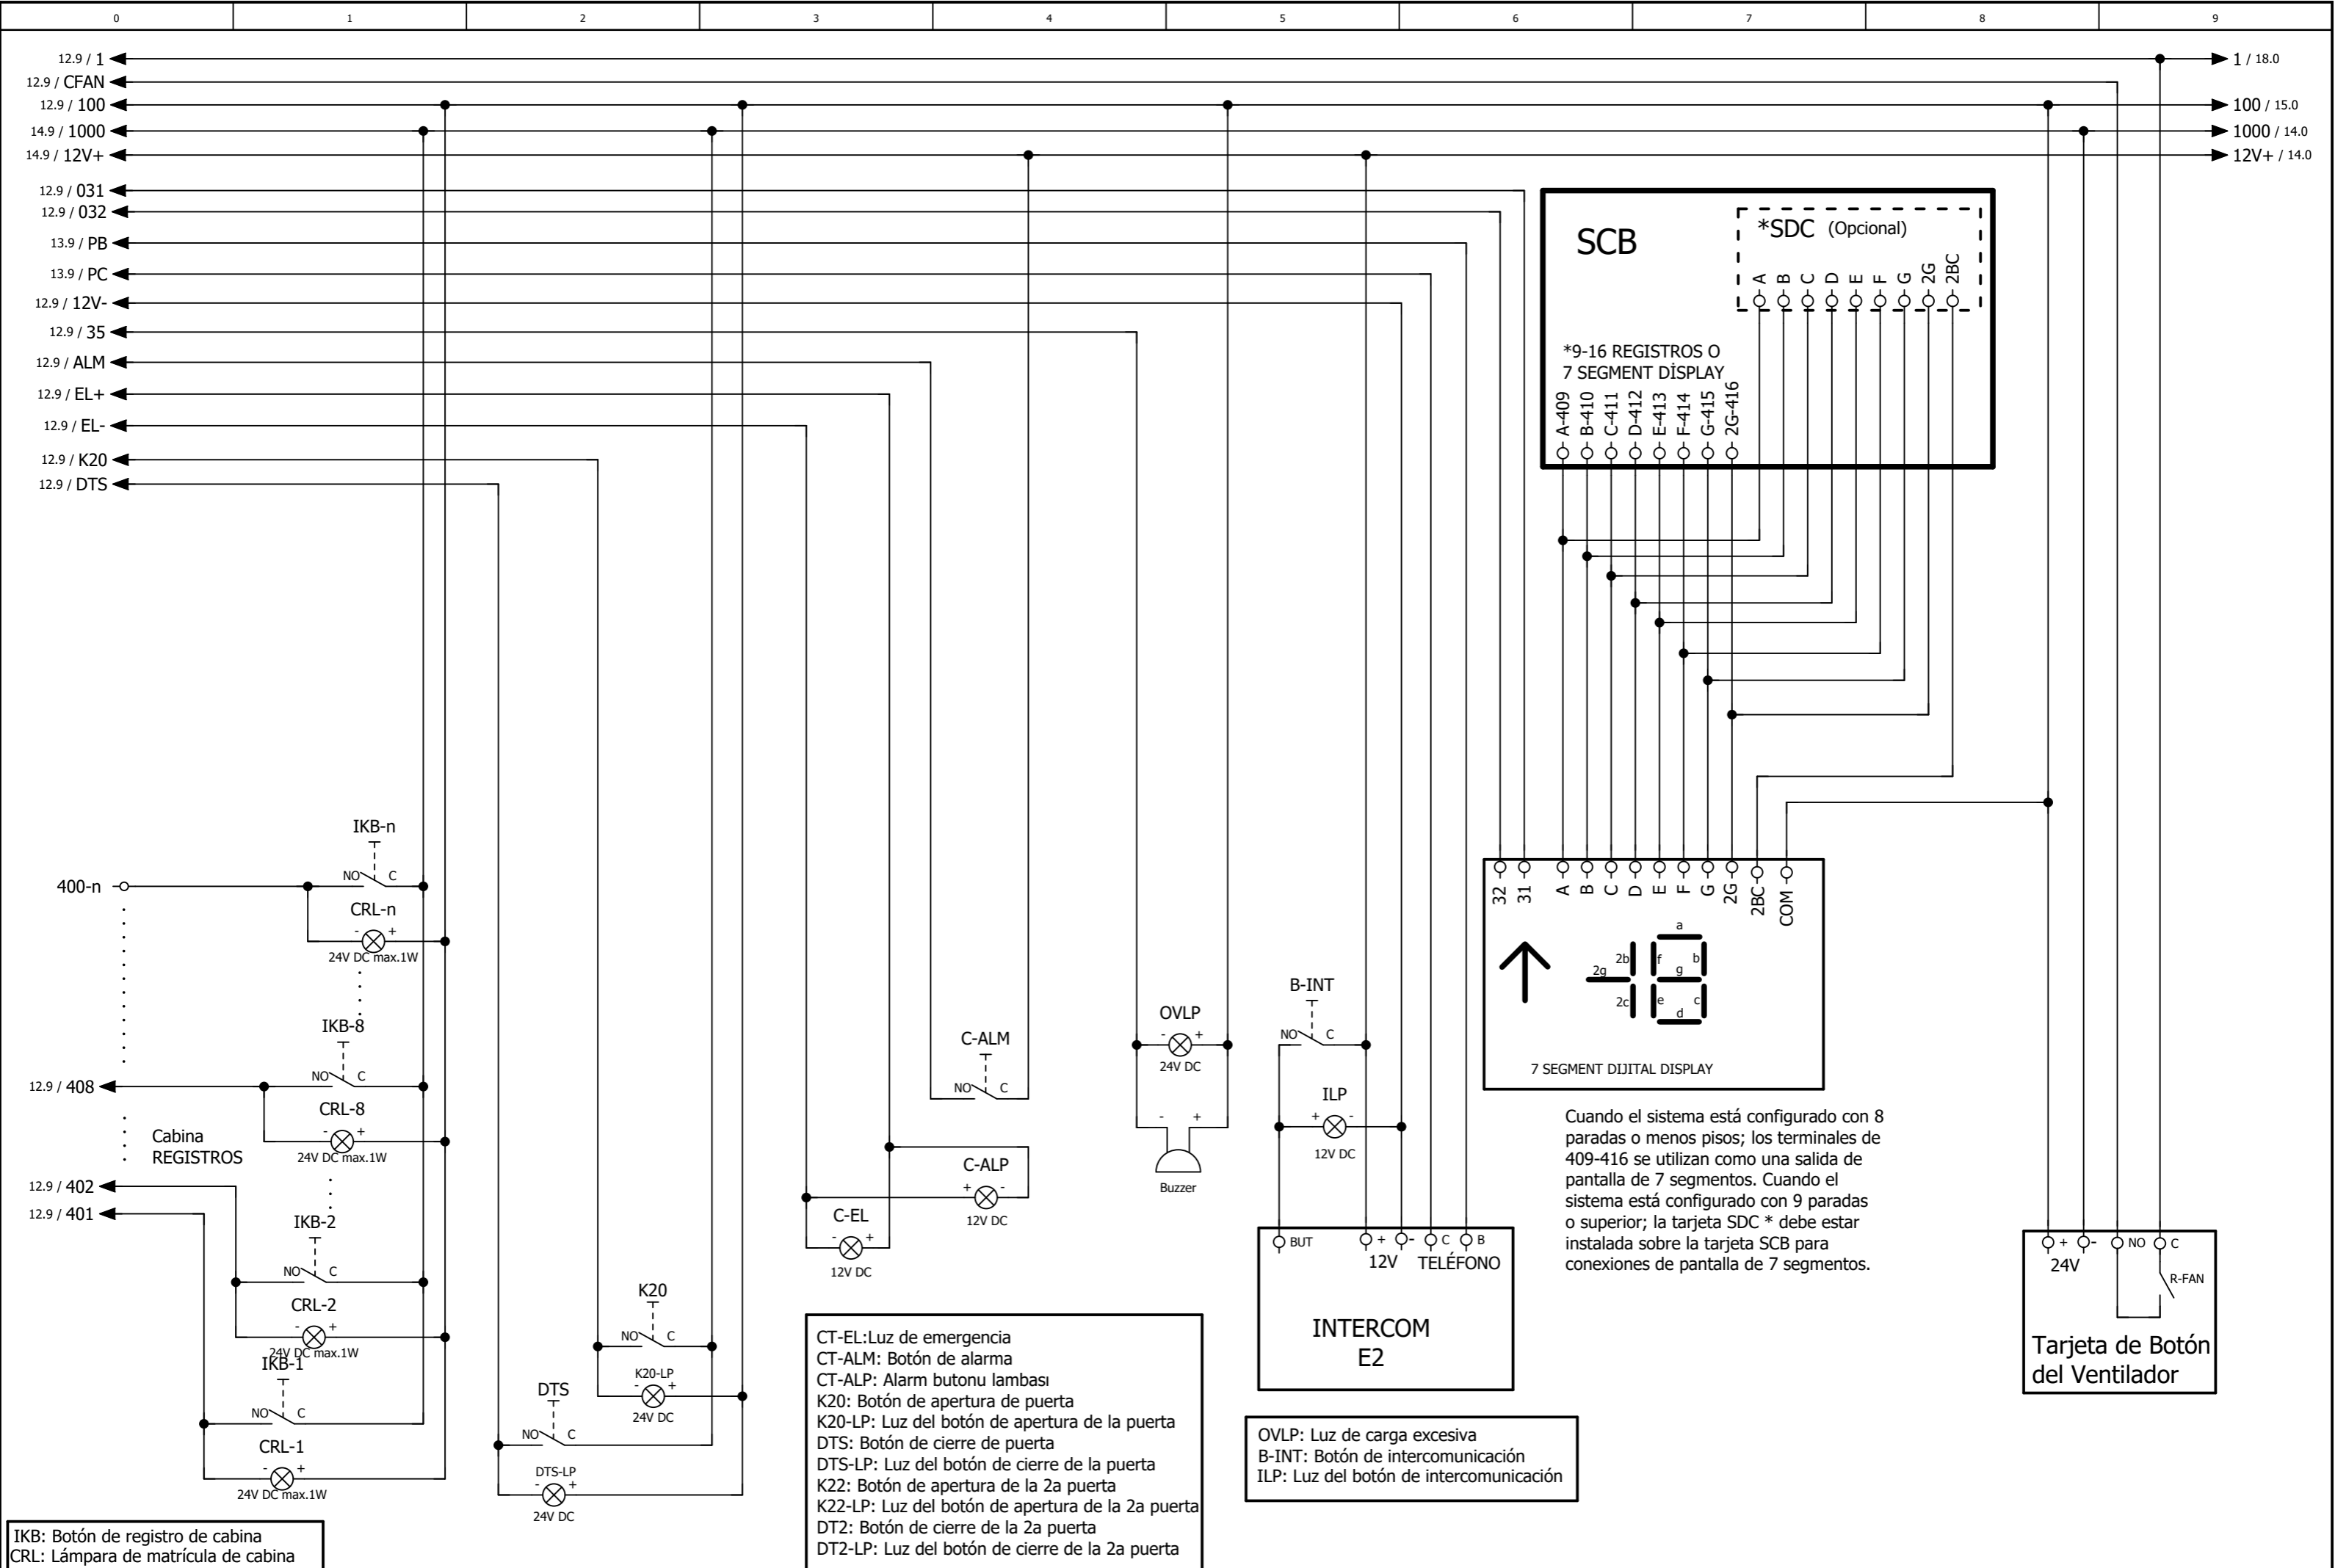 0 1 2 3 4 5 6 7 8 9
12.9 / 1
1 / 18.0
12.9 / CFAN
12.9 / 100
100 / 15.0
14.9 / 1000
1000 / 14.0
14.9 / 12V+
12V+ / 14.0
12.9 / 031
12.9 / 032
13.9 / PB
13.9 / PC
12.9 / 12V-
12.9 / 35
12.9 / ALM
12.9 / EL+
12.9 / EL-
12.9 / K20
12.9 / DTS
SCB
*SDC (Opcional)
A B C D E F G 2G 2BC
*9-16 REGISTROS O
7 SEGMENT DİSPLAY
A-409 B-410 C-411 D-412 E-413 F-414 G-415 2G-416
IKB-n
400-n
NO C
CRL-n
- +
24V DC max.1W
IKB-8
12.9 / 408
NO C
CRL-8
- +
24V DC max.1W
Cabina
REGISTROS
12.9 / 402
12.9 / 401
IKB-2
NO C
CRL-2
- +
24V DC max.1W
IKB-1
NO C
CRL-1
- +
24V DC max.1W
DTS
NO C
DTS-LP
- +
24V DC
K20
NO C
K20-LP
- +
24V DC
C-ALM
NO C
C-ALP
+ -
12V DC
C-EL
- +
12V DC
OVLP
- +
24V DC
- +
Buzzer
B-INT
NO C
ILP
+ -
12V DC
32 31 A B C D E F G 2G 2BC COM
a
2b f b
2g g
2c e c
d
7 SEGMENT DIJITAL DISPLAY
Cuando el sistema está configurado con 8
paradas o menos pisos; los terminales de
409-416 se utilizan como una salida de
pantalla de 7 segmentos. Cuando el
sistema está configurado con 9 paradas
o superior; la tarjeta SDC * debe estar
instalada sobre la tarjeta SCB para
conexiones de pantalla de 7 segmentos.
BUT + - C B
12V TELÉFONO
INTERCOM
E2
+ - NO C
24V
R-FAN
Tarjeta de Botón
del Ventilador
CT-EL:Luz de emergencia
CT-ALM: Botón de alarma
CT-ALP: Alarm butonu lambası
K20: Botón de apertura de puerta
K20-LP: Luz del botón de apertura de la puerta
DTS: Botón de cierre de puerta
DTS-LP: Luz del botón de cierre de la puerta
K22: Botón de apertura de la 2a puerta
K22-LP: Luz del botón de apertura de la 2a puerta
DT2: Botón de cierre de la 2a puerta
DT2-LP: Luz del botón de cierre de la 2a puerta
OVLP: Luz de carga excesiva
B-INT: Botón de intercomunicación
ILP: Luz del botón de intercomunicación
IKB: Botón de registro de cabina
CRL: Lámpara de matrícula de cabina